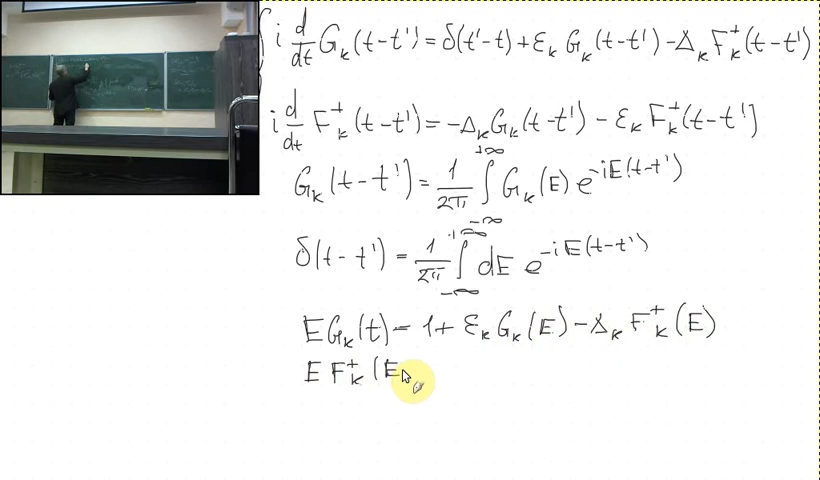 { i d/dt G_k(t-t') = δ(t'-t) + ε_k G_k(t-t') - Δ_k F_k^+(t-t')
i d/dt F_k^+(t-t') = -Δ_k G_k(t-t') - ε_k F_k^+(t-t']
G_k(t-t') = 1/2π ∫_{-∞}^{+∞} G_k(E) e^{-iE(t-t')}
δ(t-t') = 1/2π ∫_{-∞}^{+∞} dE e^{-iE(t-t')}
E G_k(t) = 1 + ε_k G_k(E) - Δ_k F_k^+(E)
E F_k^+(E